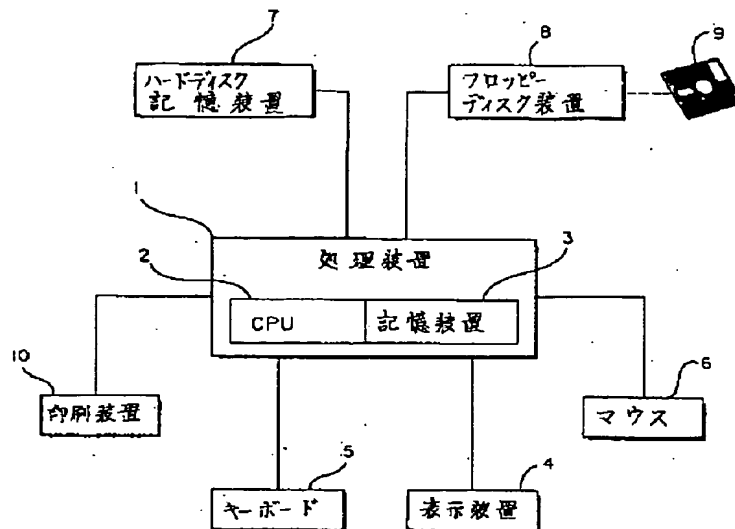 7
ハードディスク
記憶装置
8
フロッピー
ディスク装置
9
1
処理装置
2
CPU
3
記憶装置
10
印刷装置
6
マウス
5
キーボード
4
表示装置